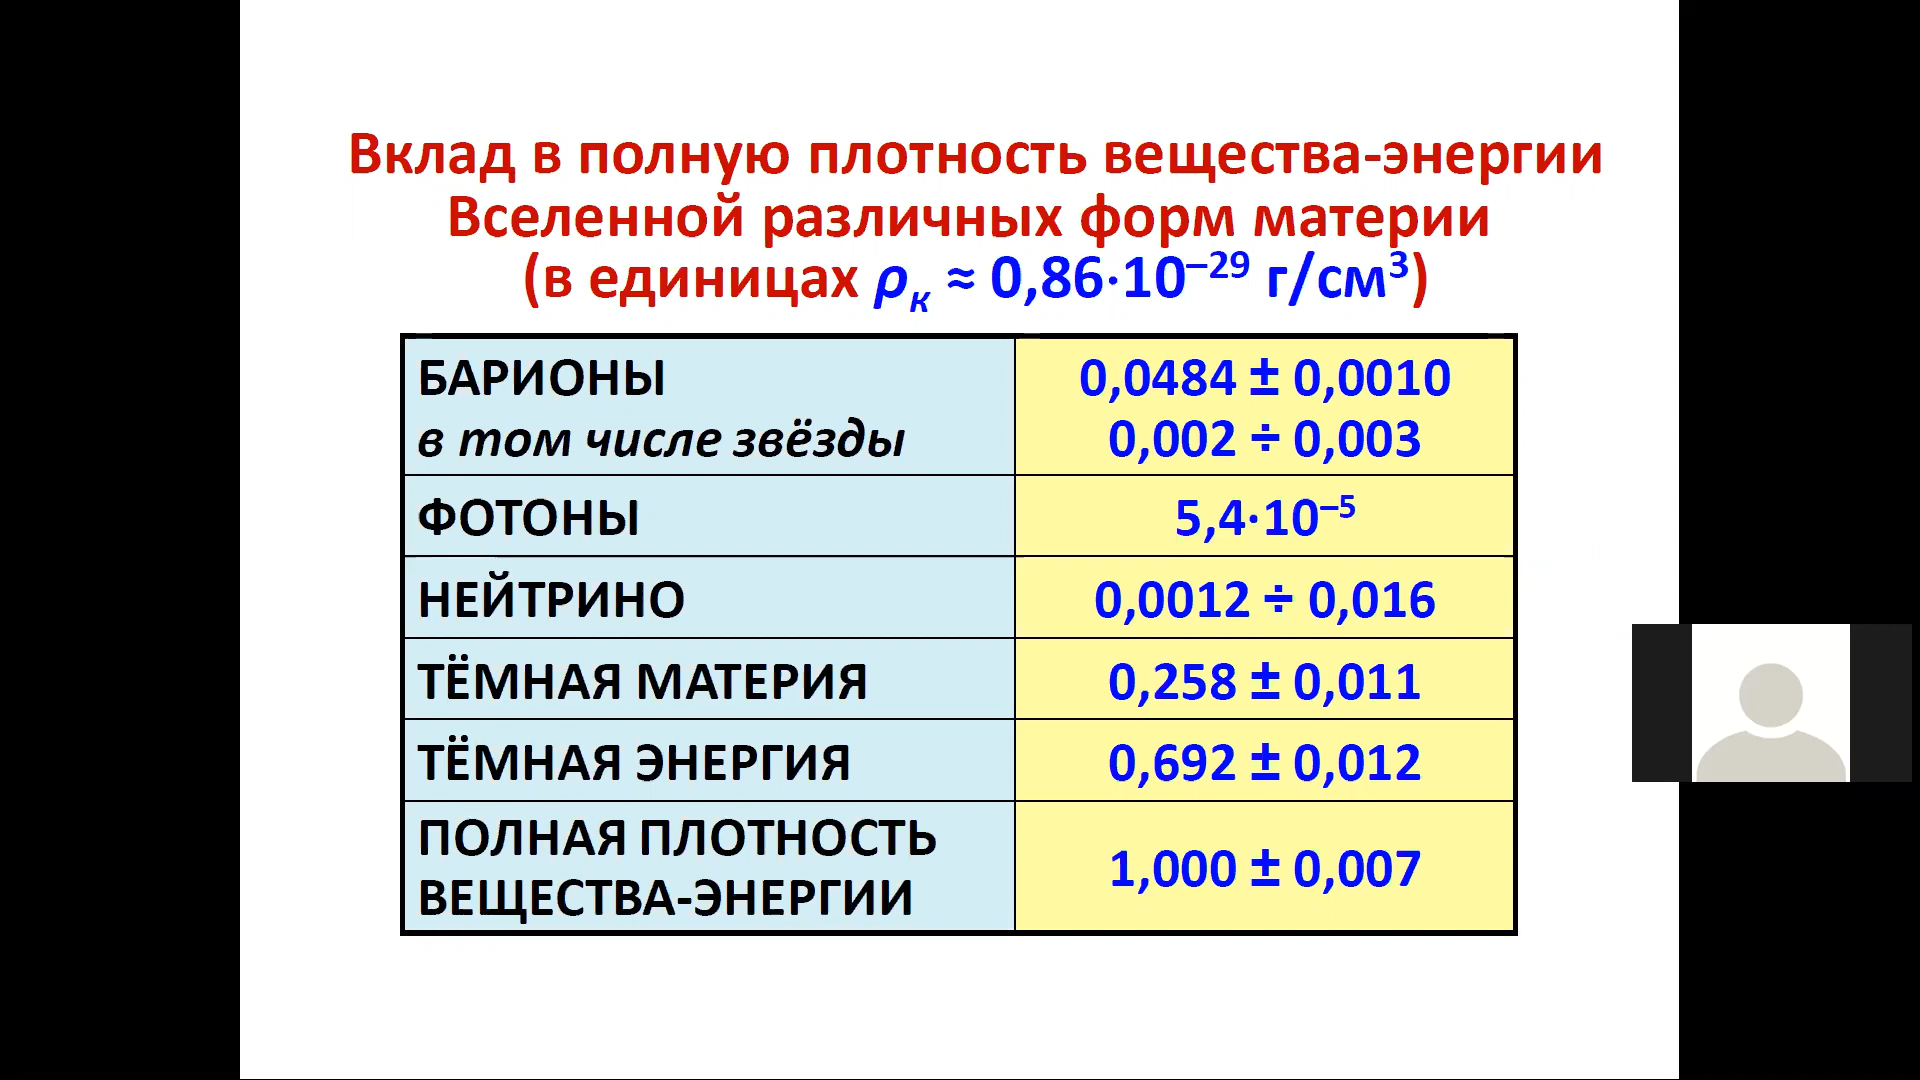 Вклад в полную плотность вещества-энергии
Вселенной различных форм материи
(в единицах ρк ≈ 0,86·10⁻²⁹ г/см³)
БАРИОНЫ 0,0484 ± 0,0010
в том числе звёзды 0,002 ÷ 0,003
ФОТОНЫ 5,4·10⁻⁵
НЕЙТРИНО 0,0012 ÷ 0,016
ТЁМНАЯ МАТЕРИЯ 0,258 ± 0,011
ТЁМНАЯ ЭНЕРГИЯ 0,692 ± 0,012
ПОЛНАЯ ПЛОТНОСТЬ
ВЕЩЕСТВА-ЭНЕРГИИ
1,000 ± 0,007